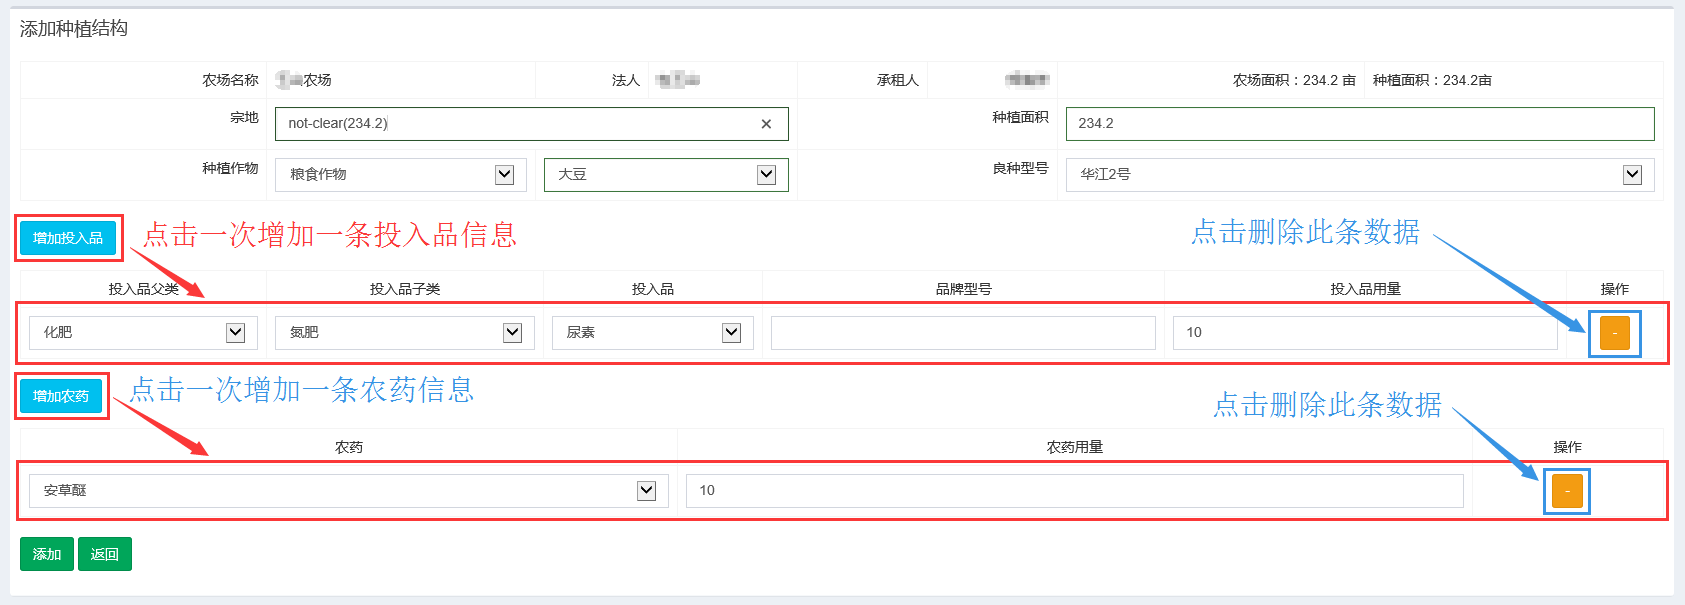 添加种植结构
农场名称 农场 法人 承租人 农场面积：234.2 亩 种植面积：234.2亩
宗地 not-clear(234.2) × 种植面积 234.2
种植作物 粮食作物 大豆 良种型号 华江2号
增加投入品 点击一次增加一条投入品信息 点击删除此条数据
投入品父类 投入品子类 投入品 品牌型号 投入品用量 操作
化肥 氮肥 尿素 10 -
增加农药 点击一次增加一条农药信息 点击删除此条数据
农药 农药用量 操作
安草醚 10 -
添加 返回